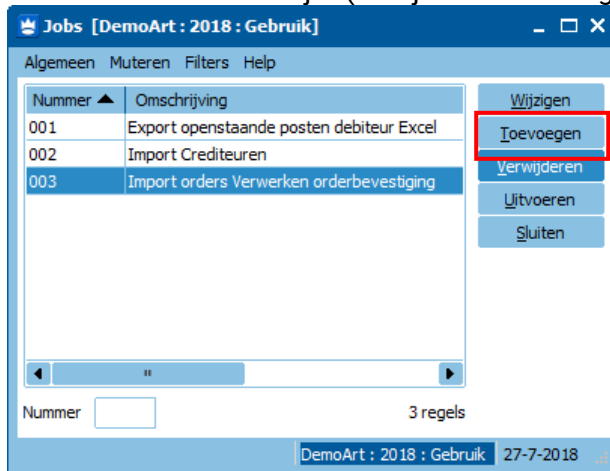 Jobs [DemoArt : 2018 : Gebruik]
Algemeen Muteren Filters Help
Nummer Omschrijving
001 Export openstaande posten debiteur Excel
002 Import Crediteuren
003 Import orders Verwerken orderbevestiging
Wijzigen
Toevoegen
Verwijderen
Uitvoeren
Sluiten
Nummer 3 regels
DemoArt : 2018 : Gebruik 27-7-2018